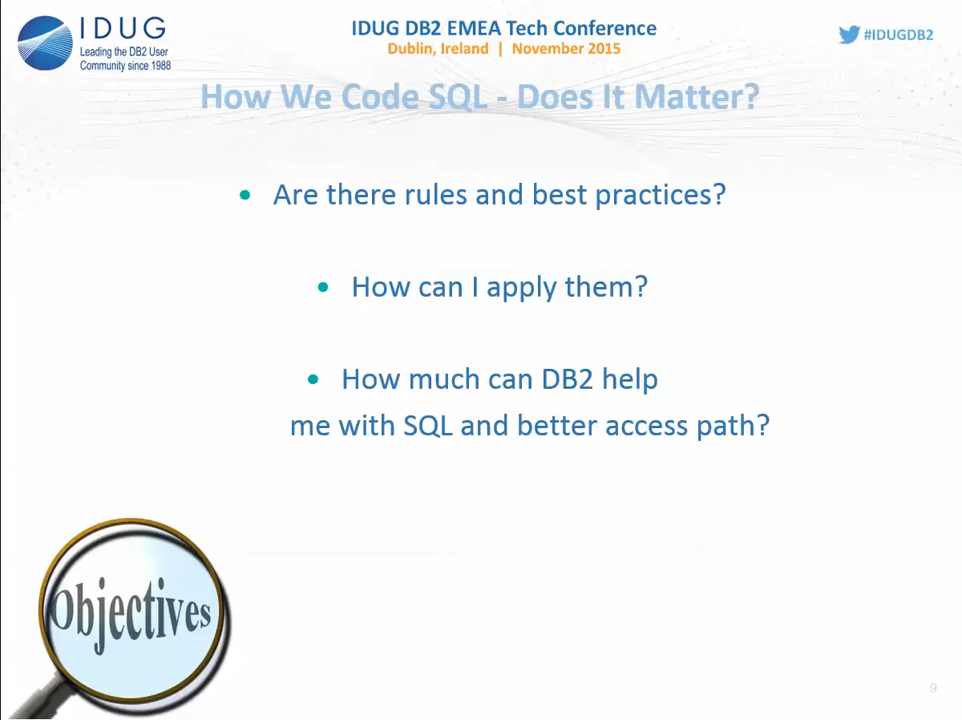 IDUG
Leading the DB2 User
Community since 1988
IDUG DB2 EMEA Tech Conference
Dublin, Ireland | November 2015
#IDUGDB2
How We Code SQL - Does It Matter?
• Are there rules and best practices?
• How can I apply them?
• How much can DB2 help
me with SQL and better access path?
Objectives
9